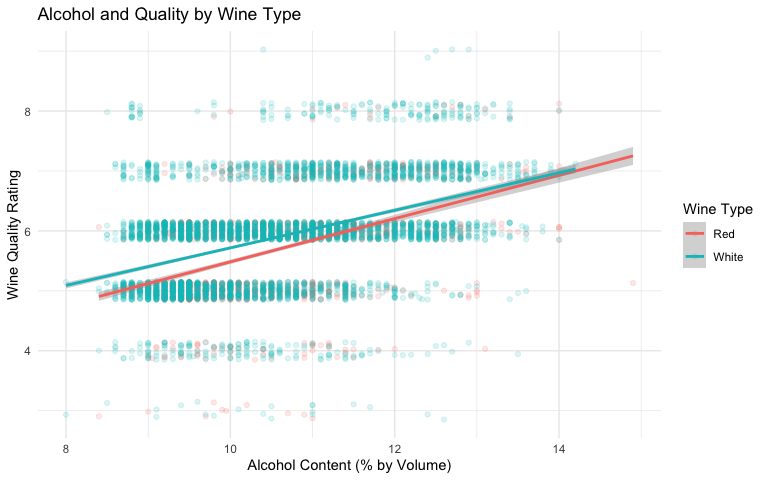 Alcohol and Quality by Wine Type
8
6
4
Wine Quality Rating
8 10 12 14
Alcohol Content (% by Volume)
Wine Type
Red
White